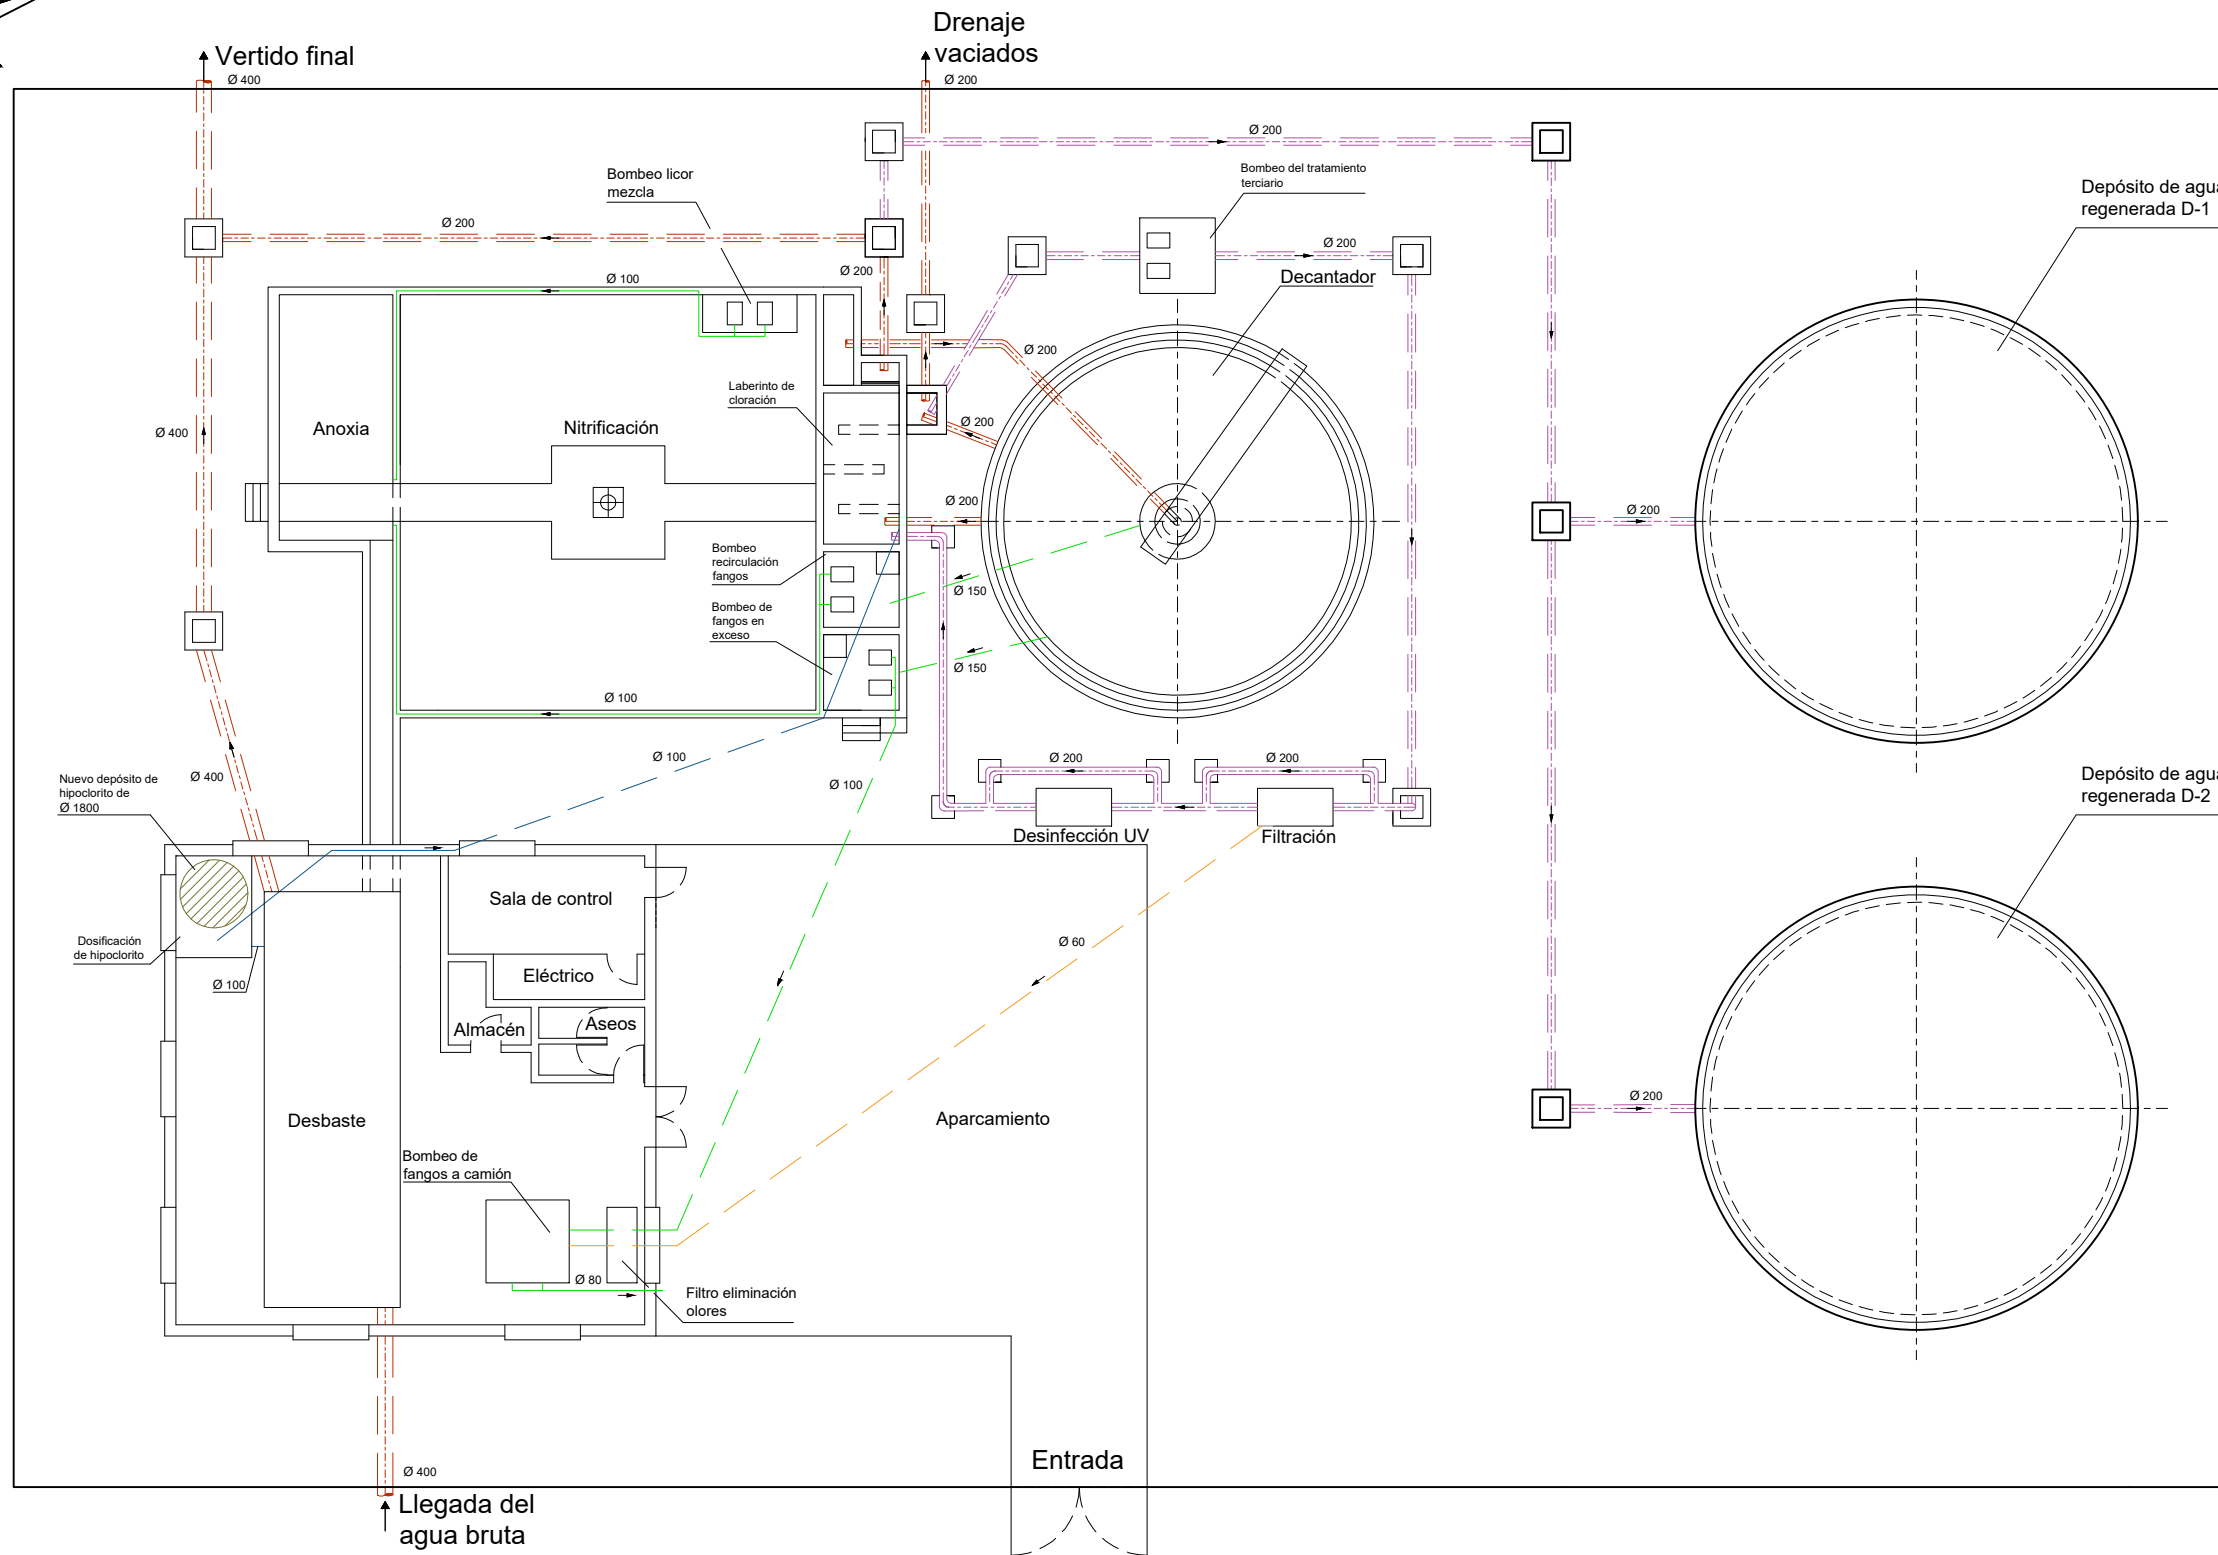 Drenaje
vaciados
Vertido final
Ø 400
Ø 200
Ø 200
Bombeo licor
mezcla
Bombeo del tratamiento
terciario
Depósito de agua
regenerada D-1
Ø 200
Ø 200
Ø 200
Ø 100
Decantador
Ø 200
Laberinto de
cloración
Ø 400
Anoxia
Nitrificación
Ø 200
Ø 200
Ø 200
Bombeo
recirculación
fangos
Ø 150
Bombeo de
fangos en
exceso
Ø 150
Ø 100
Ø 100
Ø 200
Ø 200
Nuevo depósito de
hipoclorito de
Ø 1800
Ø 400
Ø 100
Depósito de agua
regenerada D-2
Desinfección UV
Filtración
Sala de control
Dosificación
de hipoclorito
Ø 60
Ø 100
Eléctrico
Almacén
Aseos
Ø 200
Desbaste
Aparcamiento
Bombeo de
fangos a camión
Ø 80
Filtro eliminación
olores
Entrada
Ø 400
Llegada del
agua bruta